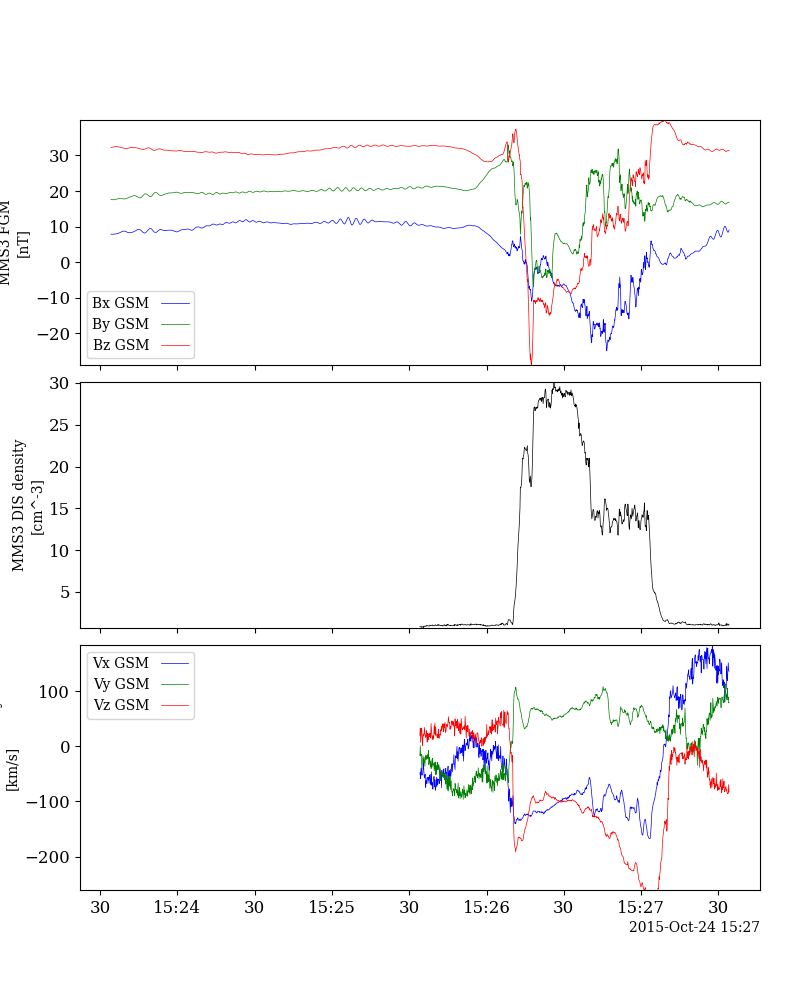 30
20
10
0
−10
−20
MMS3 FGM
[nT]
Bx GSM
By GSM
Bz GSM
30
25
20
15
10
5
MMS3 DIS density
[cm^-3]
100
0
−100
−200
[km/s]
Vx GSM
Vy GSM
Vz GSM
30 15:24 30 15:25 30 15:26 30 15:27 30
2015-Oct-24 15:27